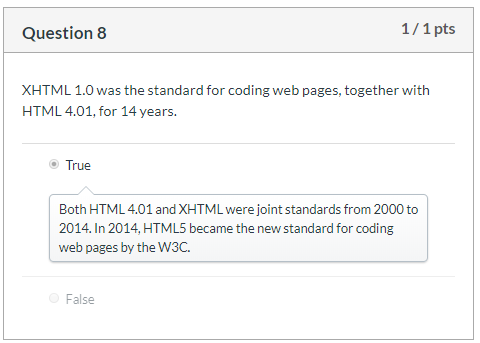 Question 8
1 / 1 pts
XHTML 1.0 was the standard for coding web pages, together with
HTML 4.01, for 14 years.
True
Both HTML 4.01 and XHTML were joint standards from 2000 to
2014. In 2014, HTML5 became the new standard for coding
web pages by the W3C.
False